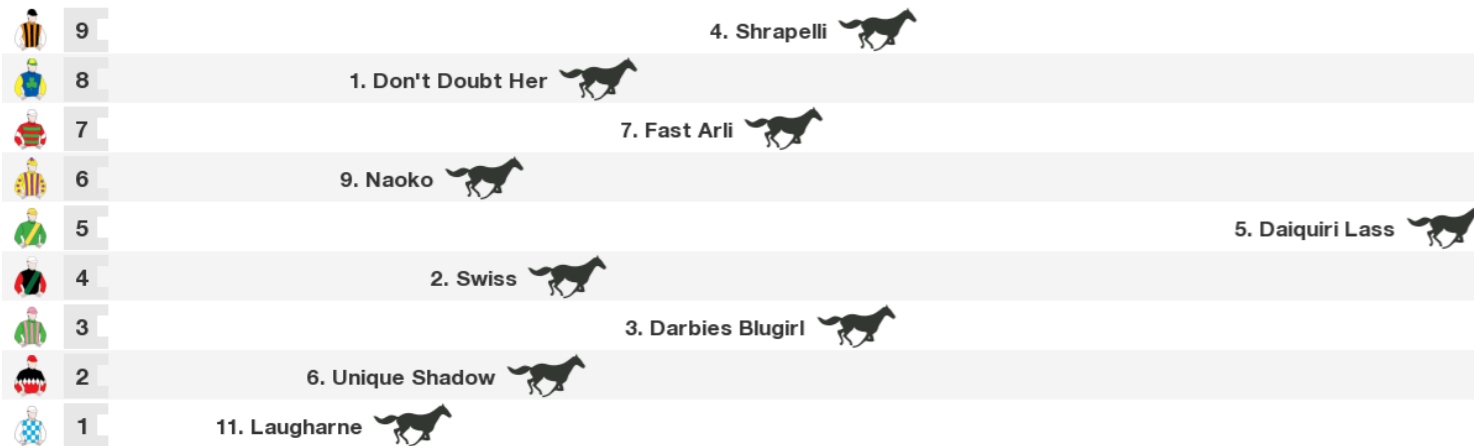 9 4. Shrapelli
8 1. Don't Doubt Her
7 7. Fast Arli
6 9. Naoko
5 5. Daiquiri Lass
4 2. Swiss
3 3. Darbies Blugirl
2 6. Unique Shadow
1 11. Laugharne